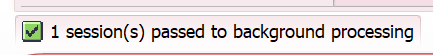 1 session(s) passed to background processing